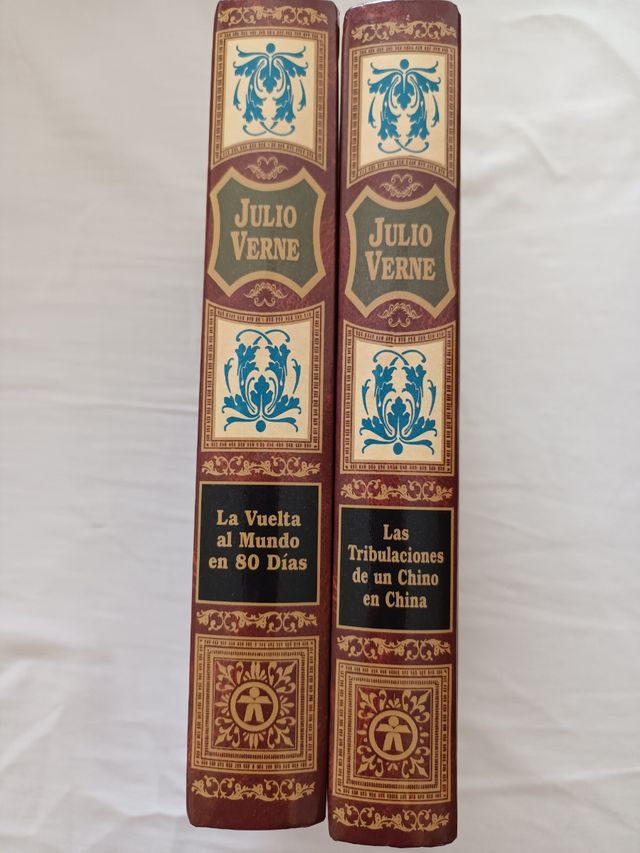 JULIO
VERNE
La Vuelta
al Mundo
en 80 Días
JULIO
VERNE
Las
Tribulaciones
de un Chino
en China